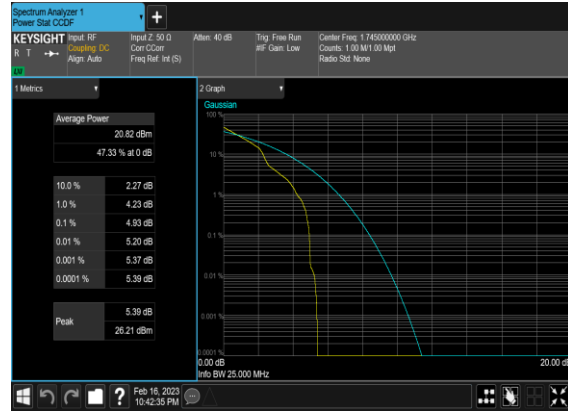 Spectrum Analyzer 1
Power Stat CCDF
KEYSIGHT
R T
LXI
Input: RF
Coupling: DC
Align: Auto
Input Z: 50 Ω
Corr CCorr
Freq Ref: Int (S)
Atten: 40 dB
Trig: Free Run
#IF Gain: Low
Center Freq: 1.745000000 GHz
Counts: 1.00 M/1.00 Mpt
Radio Std: None
1 Metrics
Average Power
20.82 dBm
47.33 % at 0 dB
10.0 % 2.27 dB
1.0 % 4.23 dB
0.1 % 4.93 dB
0.01 % 5.20 dB
0.001 % 5.37 dB
0.0001 % 5.39 dB
Peak
5.39 dB
26.21 dBm
2 Graph
Gaussian
100 %
10 %
1 %
0.1 %
0.01 %
0.001 %
0.0001 %
0.00 dB
20.00 dB
Info BW 25.000 MHz
Feb 16, 2023
10:42:35 PM